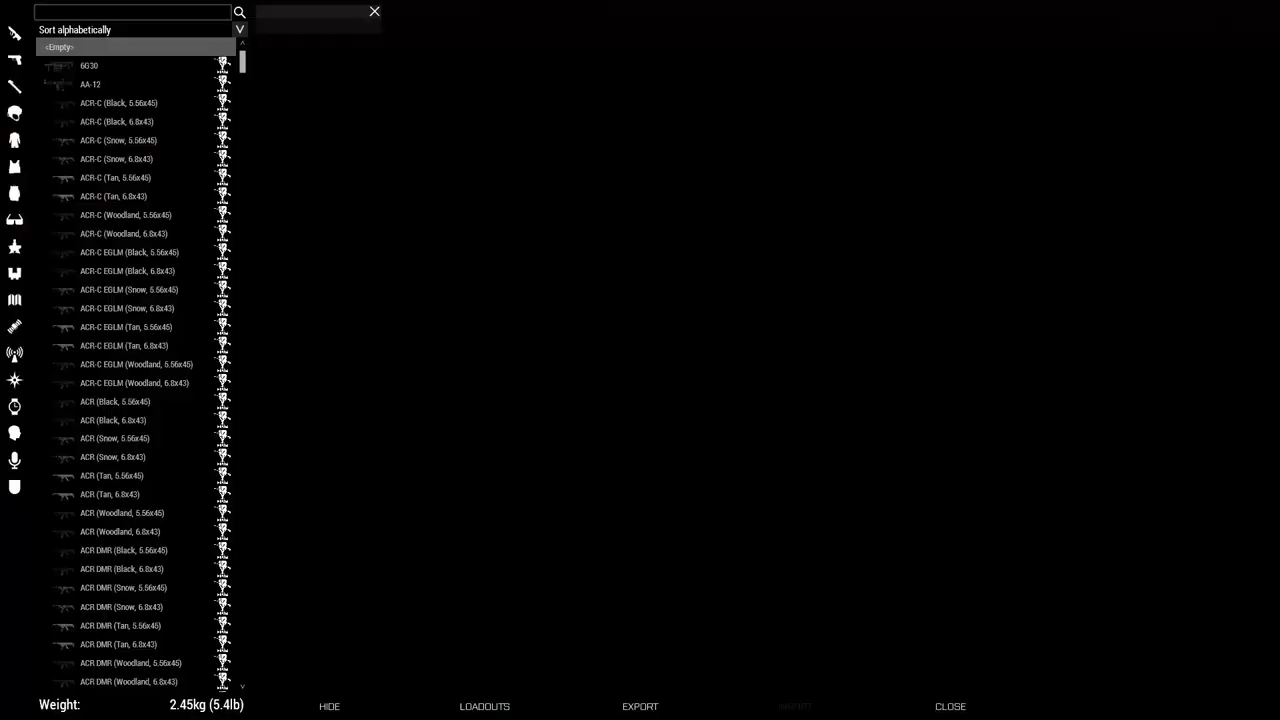 Sort alphabetically
<Empty>
6G30
AA-12
ACR-C (Black, 5.56x45)
ACR-C (Black, 6.8x43)
ACR-C (Snow, 5.56x45)
ACR-C (Snow, 6.8x43)
ACR-C (Tan, 5.56x45)
ACR-C (Tan, 6.8x43)
ACR-C (Woodland, 5.56x45)
ACR-C (Woodland, 6.8x43)
ACR-C EGLM (Black, 5.56x45)
ACR-C EGLM (Black, 6.8x43)
ACR-C EGLM (Snow, 5.56x45)
ACR-C EGLM (Snow, 6.8x43)
ACR-C EGLM (Tan, 5.56x45)
ACR-C EGLM (Tan, 6.8x43)
ACR-C EGLM (Woodland, 5.56x45)
ACR-C EGLM (Woodland, 6.8x43)
ACR (Black, 5.56x45)
ACR (Black, 6.8x43)
ACR (Snow, 5.56x45)
ACR (Snow, 6.8x43)
ACR (Tan, 5.56x45)
ACR (Tan, 6.8x43)
ACR (Woodland, 5.56x45)
ACR (Woodland, 6.8x43)
ACR DMR (Black, 5.56x45)
ACR DMR (Black, 6.8x43)
ACR DMR (Snow, 5.56x45)
ACR DMR (Snow, 6.8x43)
ACR DMR (Tan, 5.56x45)
ACR DMR (Tan, 6.8x43)
ACR DMR (Woodland, 5.56x45)
ACR DMR (Woodland, 6.8x43)
Weight: 2.45kg (5.4lb)
HIDE LOADOUTS EXPORT IMPORT CLOSE